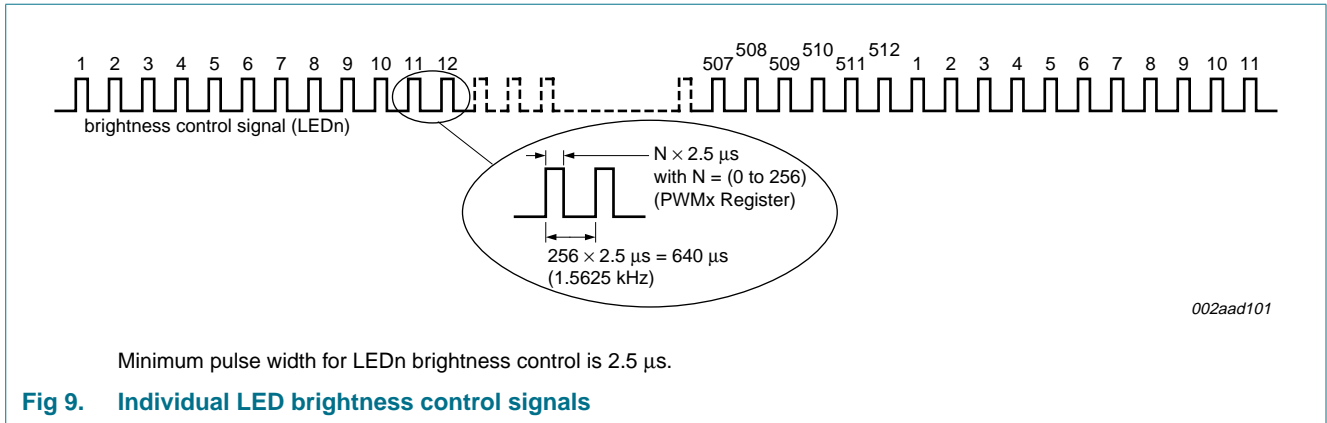 1 2 3 4 5 6 7 8 9 10 11 12 507 508 509 510 511 512 1 2 3 4 5 6 7 8 9 10 11
brightness control signal (LEDn)
N × 2.5 μs
with N = (0 to 256)
(PWMx Register)
256 × 2.5 μs = 640 μs
(1.5625 kHz)
002aad101
Minimum pulse width for LEDn brightness control is 2.5 μs.
Fig 9. Individual LED brightness control signals